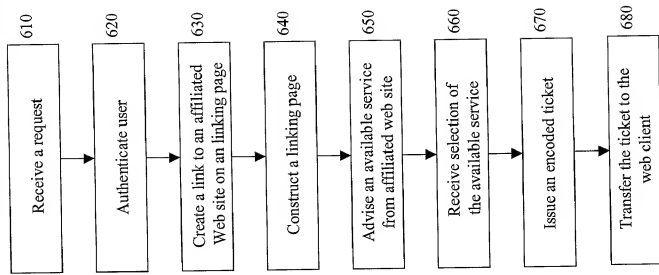 610
Receive a request
620
Authenticate user
630
Create a link to an affiliated
Web site on an linking page
640
Construct a linking page
650
Advise an available service
from affiliated web site
660
Receive selection of
the available service
670
Issue an encoded ticket
680
Transfer the ticket to the
web client